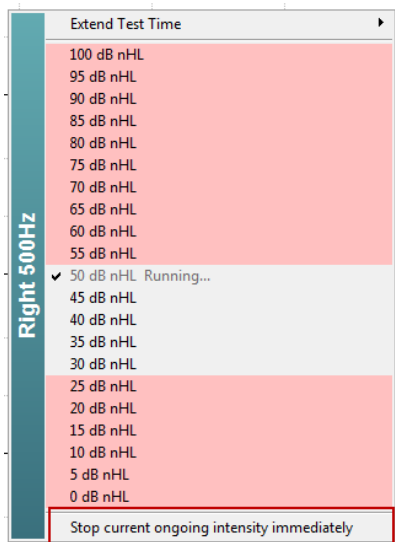 Extend Test Time
100 dB nHL
95 dB nHL
90 dB nHL
85 dB nHL
80 dB nHL
75 dB nHL
70 dB nHL
65 dB nHL
60 dB nHL
55 dB nHL
50 dB nHL Running...
45 dB nHL
40 dB nHL
35 dB nHL
30 dB nHL
25 dB nHL
20 dB nHL
15 dB nHL
10 dB nHL
5 dB nHL
0 dB nHL
Stop current ongoing intensity immediately
Right 500Hz